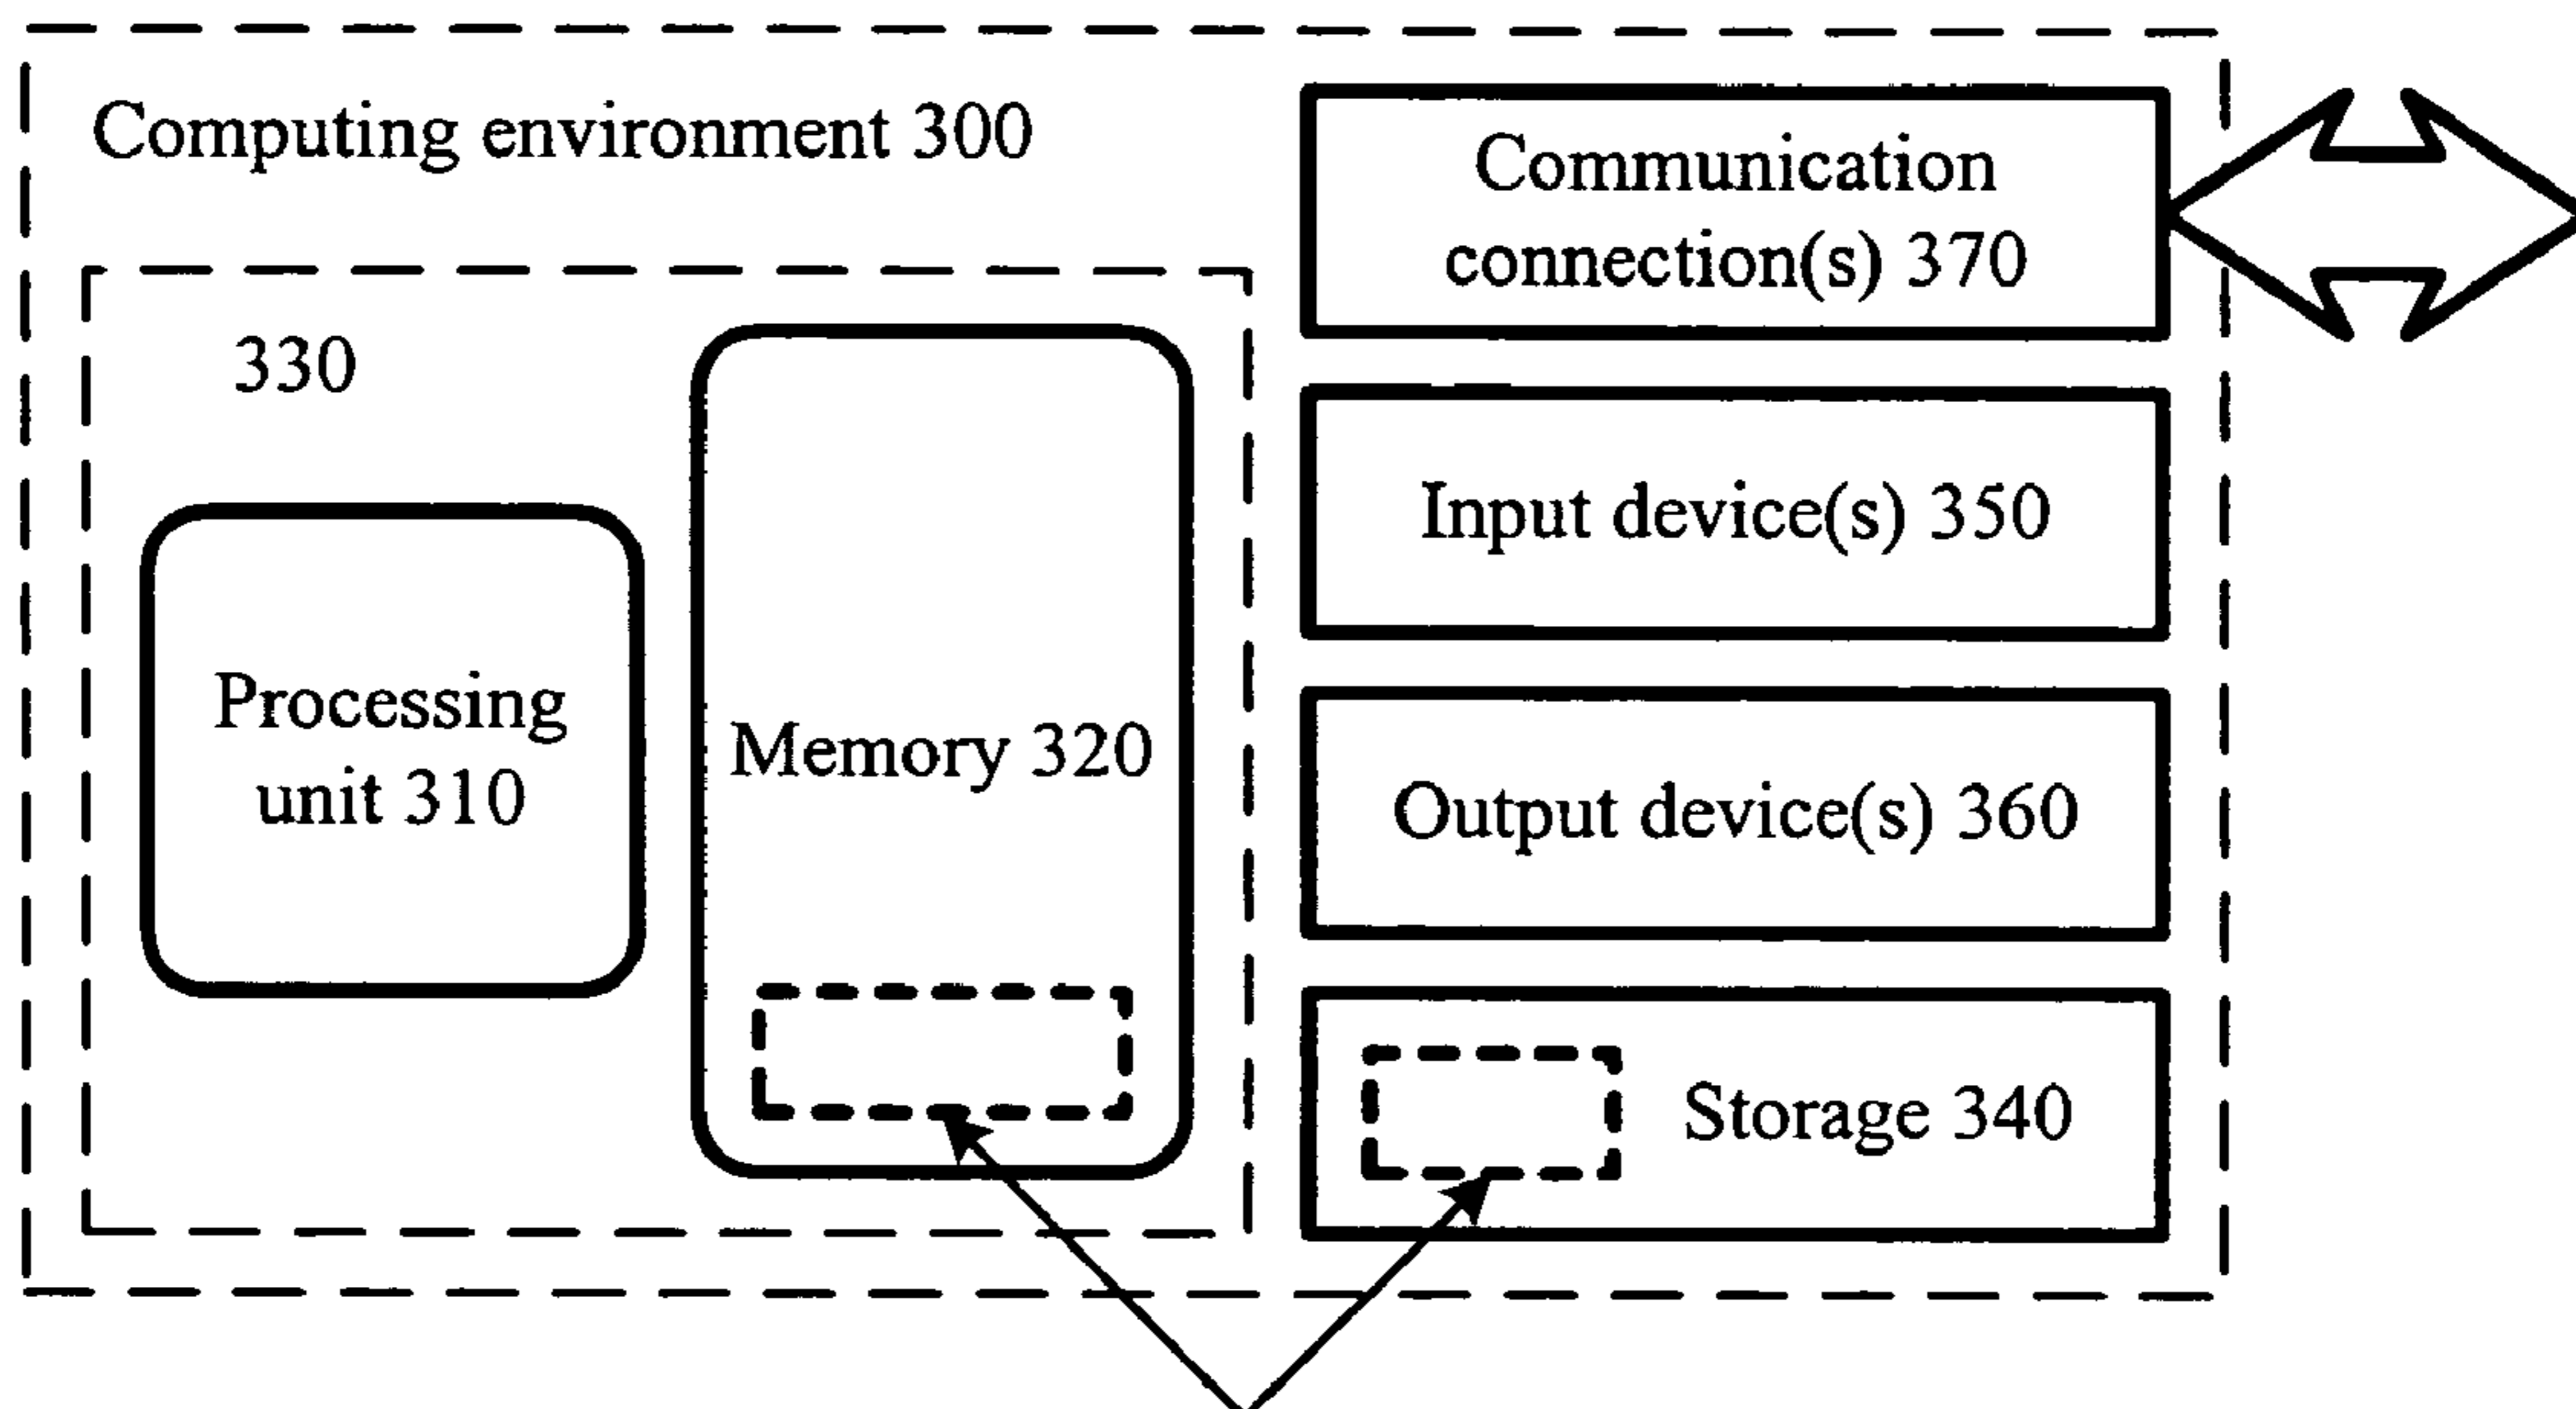 Computing environment 300
330
Processing
unit 310
Memory 320
Communication
connection(s) 370
Input device(s) 350
Output device(s) 360
Storage 340